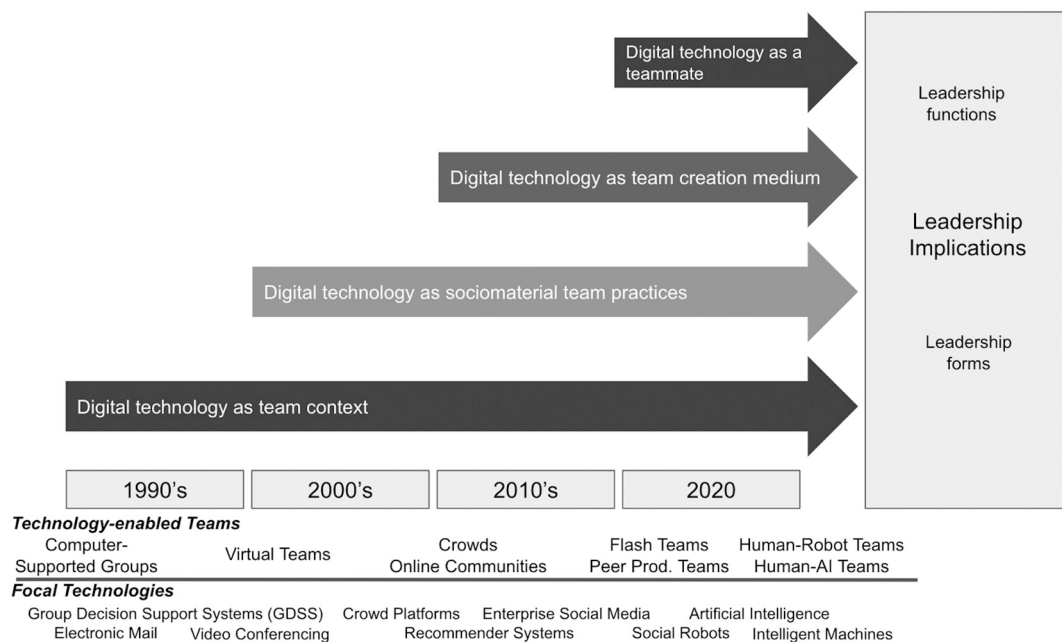 Digital technology as a
teammate
Digital technology as team creation medium
Digital technology as sociomaterial team practices
Digital technology as team context
Leadership
functions
Leadership
Implications
Leadership
forms
1990's 2000's 2010's 2020
Technology-enabled Teams
Computer-
Supported Groups
Virtual Teams
Crowds
Online Communities
Flash Teams
Peer Prod. Teams
Human-Robot Teams
Human-AI Teams
Focal Technologies
Group Decision Support Systems (GDSS) Crowd Platforms Enterprise Social Media Artificial Intelligence
Electronic Mail Video Conferencing Recommender Systems Social Robots Intelligent Machines